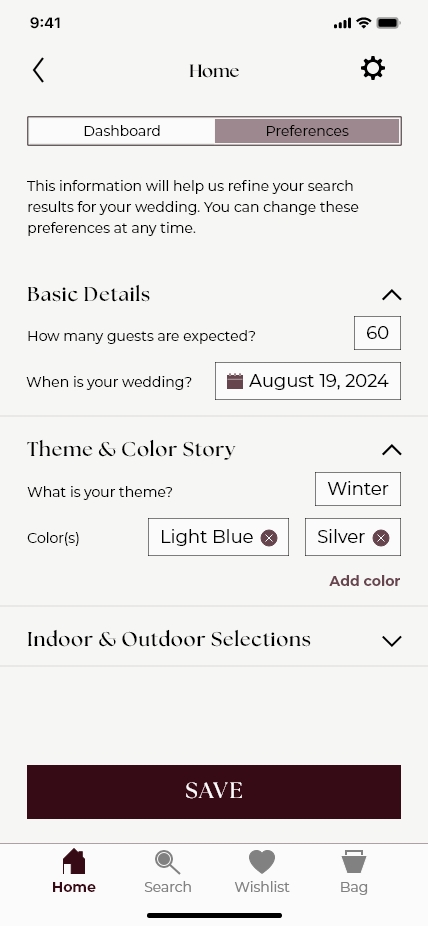 9:41
Home
Dashboard Preferences
This information will help us refine your search
results for your wedding. You can change these
preferences at any time.
Basic Details
How many guests are expected? 60
When is your wedding? August 19, 2024
Theme & Color Story
What is your theme? Winter
Color(s) Light Blue Silver
Add color
Indoor & Outdoor Selections
SAVE
Home Search Wishlist Bag